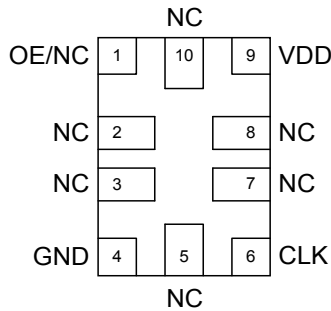 NC
OE/NC 1 10 9 VDD
NC 2 8 NC
NC 3 7 NC
GND 4 5 6 CLK
NC